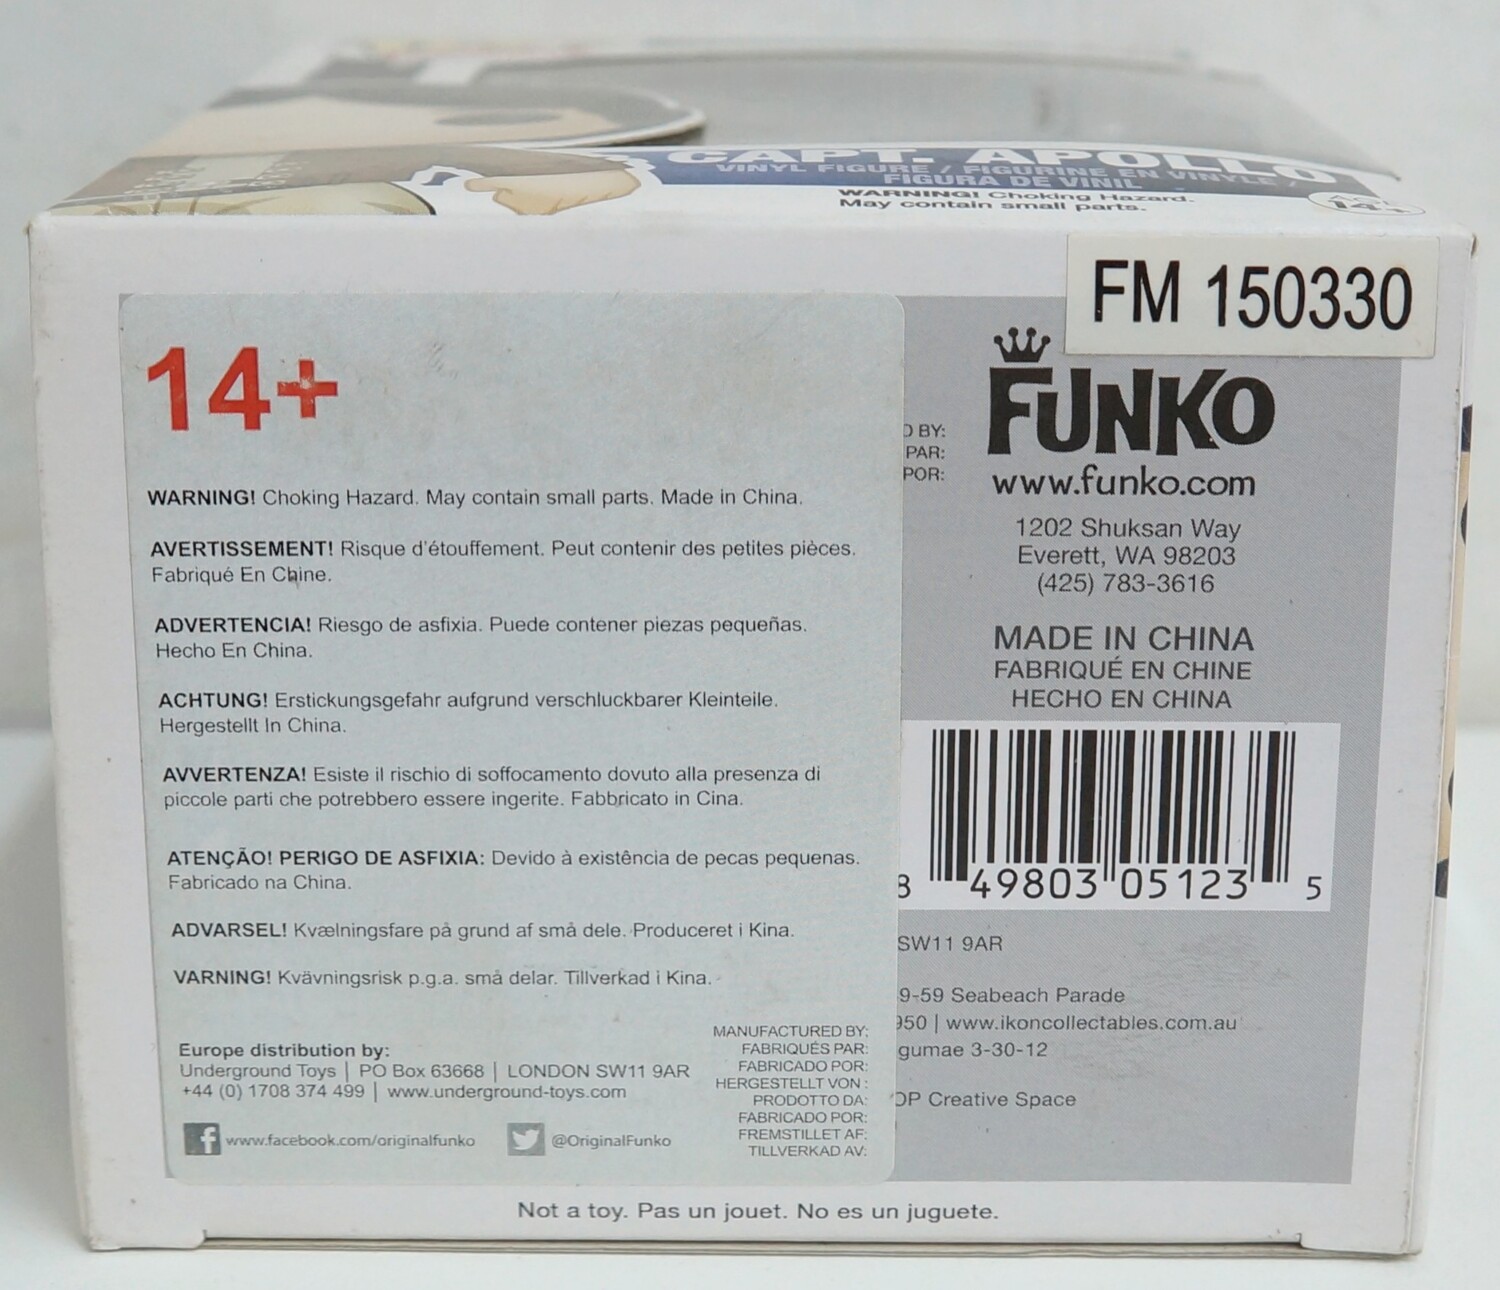 CAPT. APOLLO
VINYL FIGURE / FIGURINE EN VINYLE /
FIGURA DE VINIL
WARNING! Choking Hazard.
May contain small parts.
AGE
14+
FM 150330
14+
WARNING! Choking Hazard. May contain small parts. Made in China.
AVERTISSEMENT! Risque d'étouffement. Peut contenir des petites pièces.
Fabriqué En Chine.
ADVERTENCIA! Riesgo de asfixia. Puede contener piezas pequeñas.
Hecho En China.
ACHTUNG! Erstickungsgefahr aufgrund verschluckbarer Kleinteile.
Hergestellt In China.
AVVERTENZA! Esiste il rischio di soffocamento dovuto alla presenza di
piccole parti che potrebbero essere ingerite. Fabbricato in Cina.
ATENÇÃO! PERIGO DE ASFIXIA: Devido à existência de pecas pequenas.
Fabricado na China.
ADVARSEL! Kvælningsfare på grund af små dele. Produceret i Kina.
VARNING! Kvävningsrisk p.g.a. små delar. Tillverkad i Kina.
Europe distribution by:
Underground Toys | PO Box 63668 | LONDON SW11 9AR
+44 (0) 1708 374 499 | www.underground-toys.com
www.facebook.com/originalfunko
@OriginalFunko
MANUFACTURED BY:
FABRIQUÉS PAR:
FABRICADO POR:
HERGESTELLT VON :
PRODOTTO DA:
FABRICADO POR:
FREMSTILLET AF:
TILLVERKAD AV:
BY:
PAR:
POR:
FUNKO
www.funko.com
1202 Shuksan Way
Everett, WA 98203
(425) 783-3616
MADE IN CHINA
FABRIQUÉ EN CHINE
HECHO EN CHINA
8 49803 05123 5
SW11 9AR
9-59 Seabeach Parade
950 | www.ikoncollectables.com.au
gumae 3-30-12
OP Creative Space
Not a toy. Pas un jouet. No es un juguete.